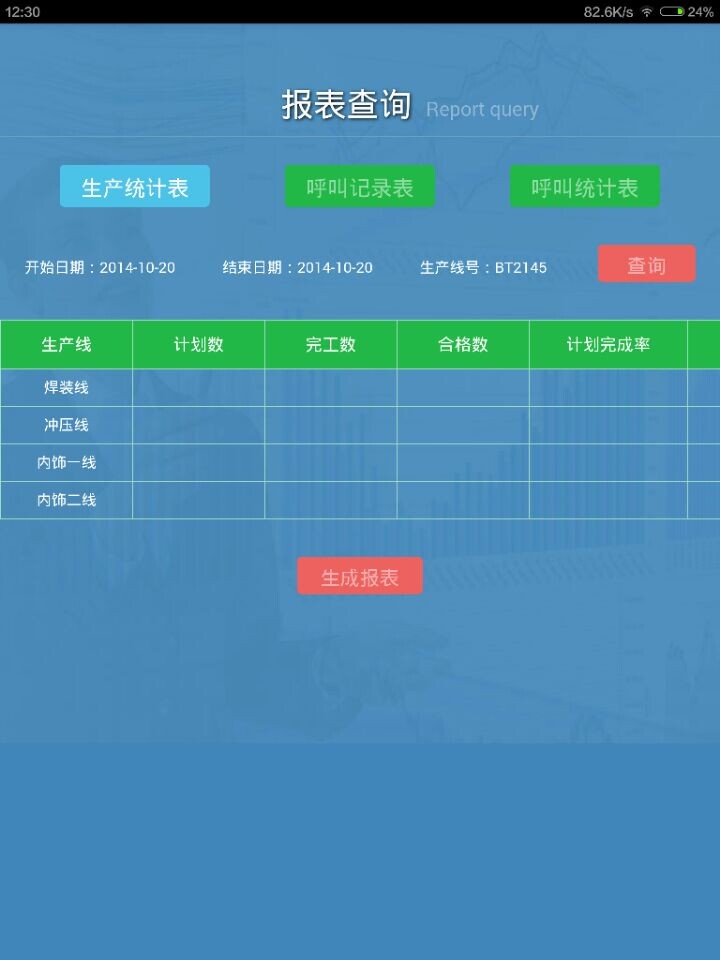 12:30 82.6K/s 24%
报表查询 Report query
生产统计表 呼叫记录表 呼叫统计表
开始日期：2014-10-20 结束日期：2014-10-20 生产线号：BT2145 查询
生产线 计划数 完工数 合格数 计划完成率
焊装线
冲压线
内饰一线
内饰二线
生成报表